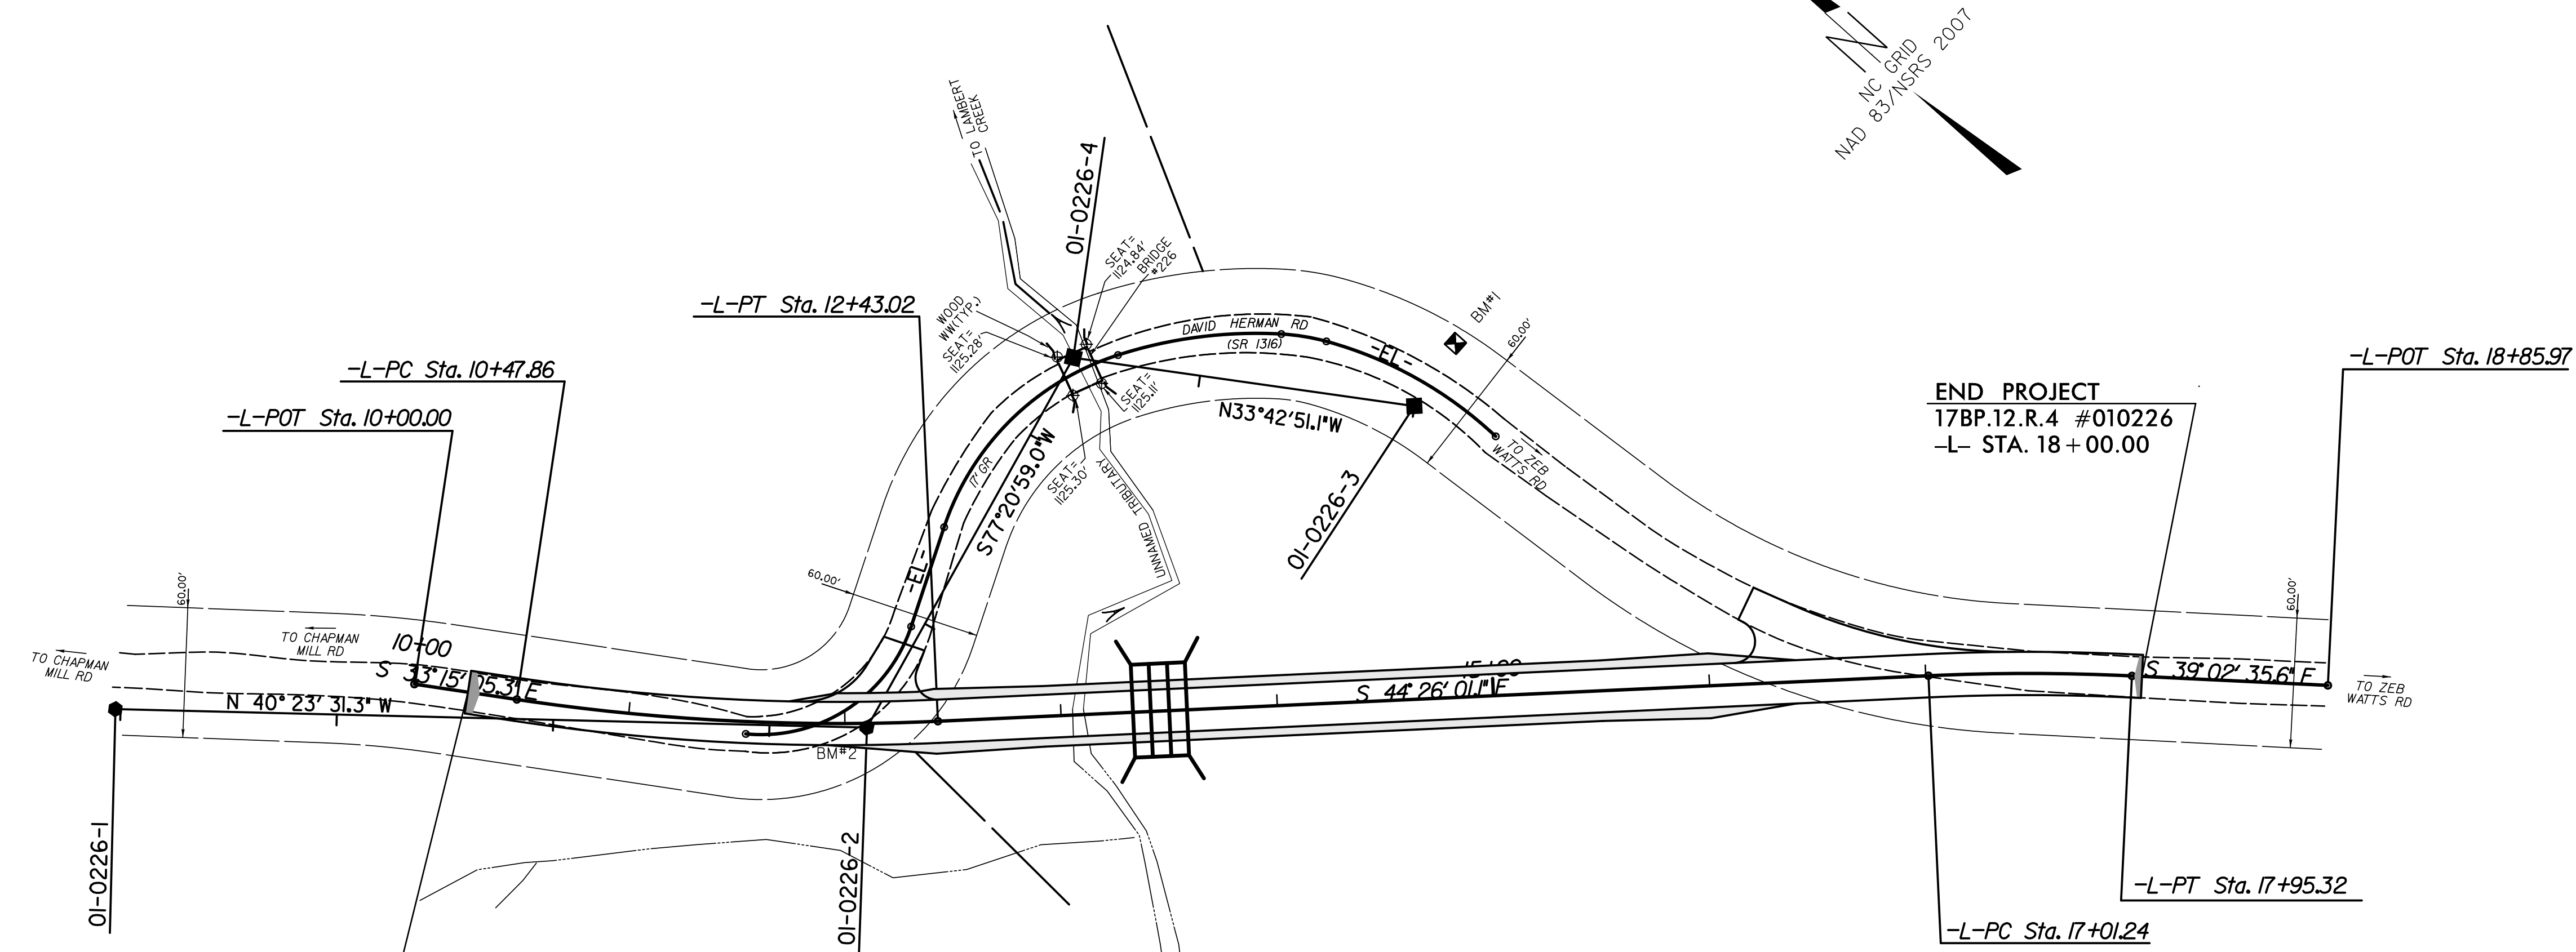 NC GRID
NAD 83/NSRS 2007
TO LAMBERT
CREEK
01-0226-4
SEAT=
1124.84'
BRIDGE
#226
WOOD
WW(TYP.)
SEAT=
1125.28'
-L-PT Sta. 12+43.02
DAVID HERMAN RD
(SR 1316)
-EL-
BM#1
60.00'
-L-PC Sta. 10+47.86
-L-POT Sta. 10+00.00
SEAT=
1125.11'
N33°42'51.1"W
-L-POT Sta. 18+85.97
END PROJECT
17BP.12.R.4 #010226
-L- STA. 18+00.00
17' GR
S77°20'59.0"W
SEAT=
1125.30'
UNNAMED TRIBUTARY
TO ZEB
WATTS RD
01-0226-3
60.00'
-EL-
60.00'
60.00'
TO CHAPMAN
MILL RD
TO CHAPMAN
MILL RD
10+00
S 33°15'05.3" E
N 40°23'31.3" W
15+00
S 44°26'01.1" E
S 39°02'35.6" E
TO ZEB
WATTS RD
BM#2
01-0226-1
01-0226-2
-L-PT Sta. 17+95.32
-L-PC Sta. 17+01.24